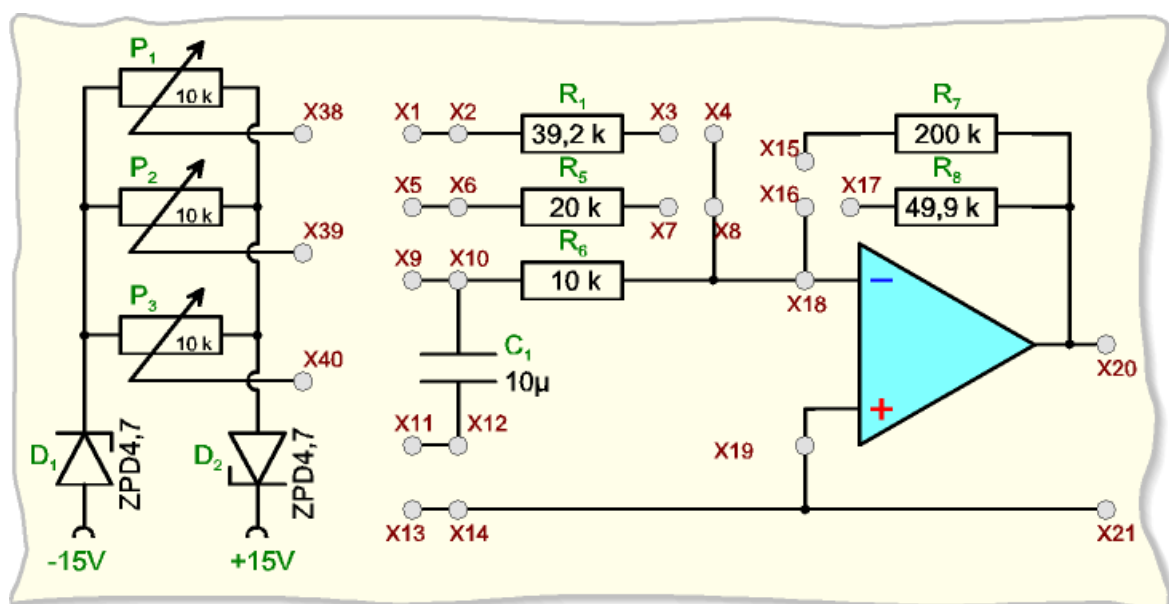 P1
10 k
X38
X1
X2
R1
39,2 k
X3
X4
R7
200 k
X15
P2
10 k
X39
X5
X6
R5
20 k
X7
X8
X16
X17
R8
49,9 k
X9
X10
R6
10 k
X18
−
P3
10 k
X40
C1
10µ
X20
+
X11
X12
X19
D1
ZPD4,7
D2
ZPD4,7
X13
X14
X21
-15V
+15V